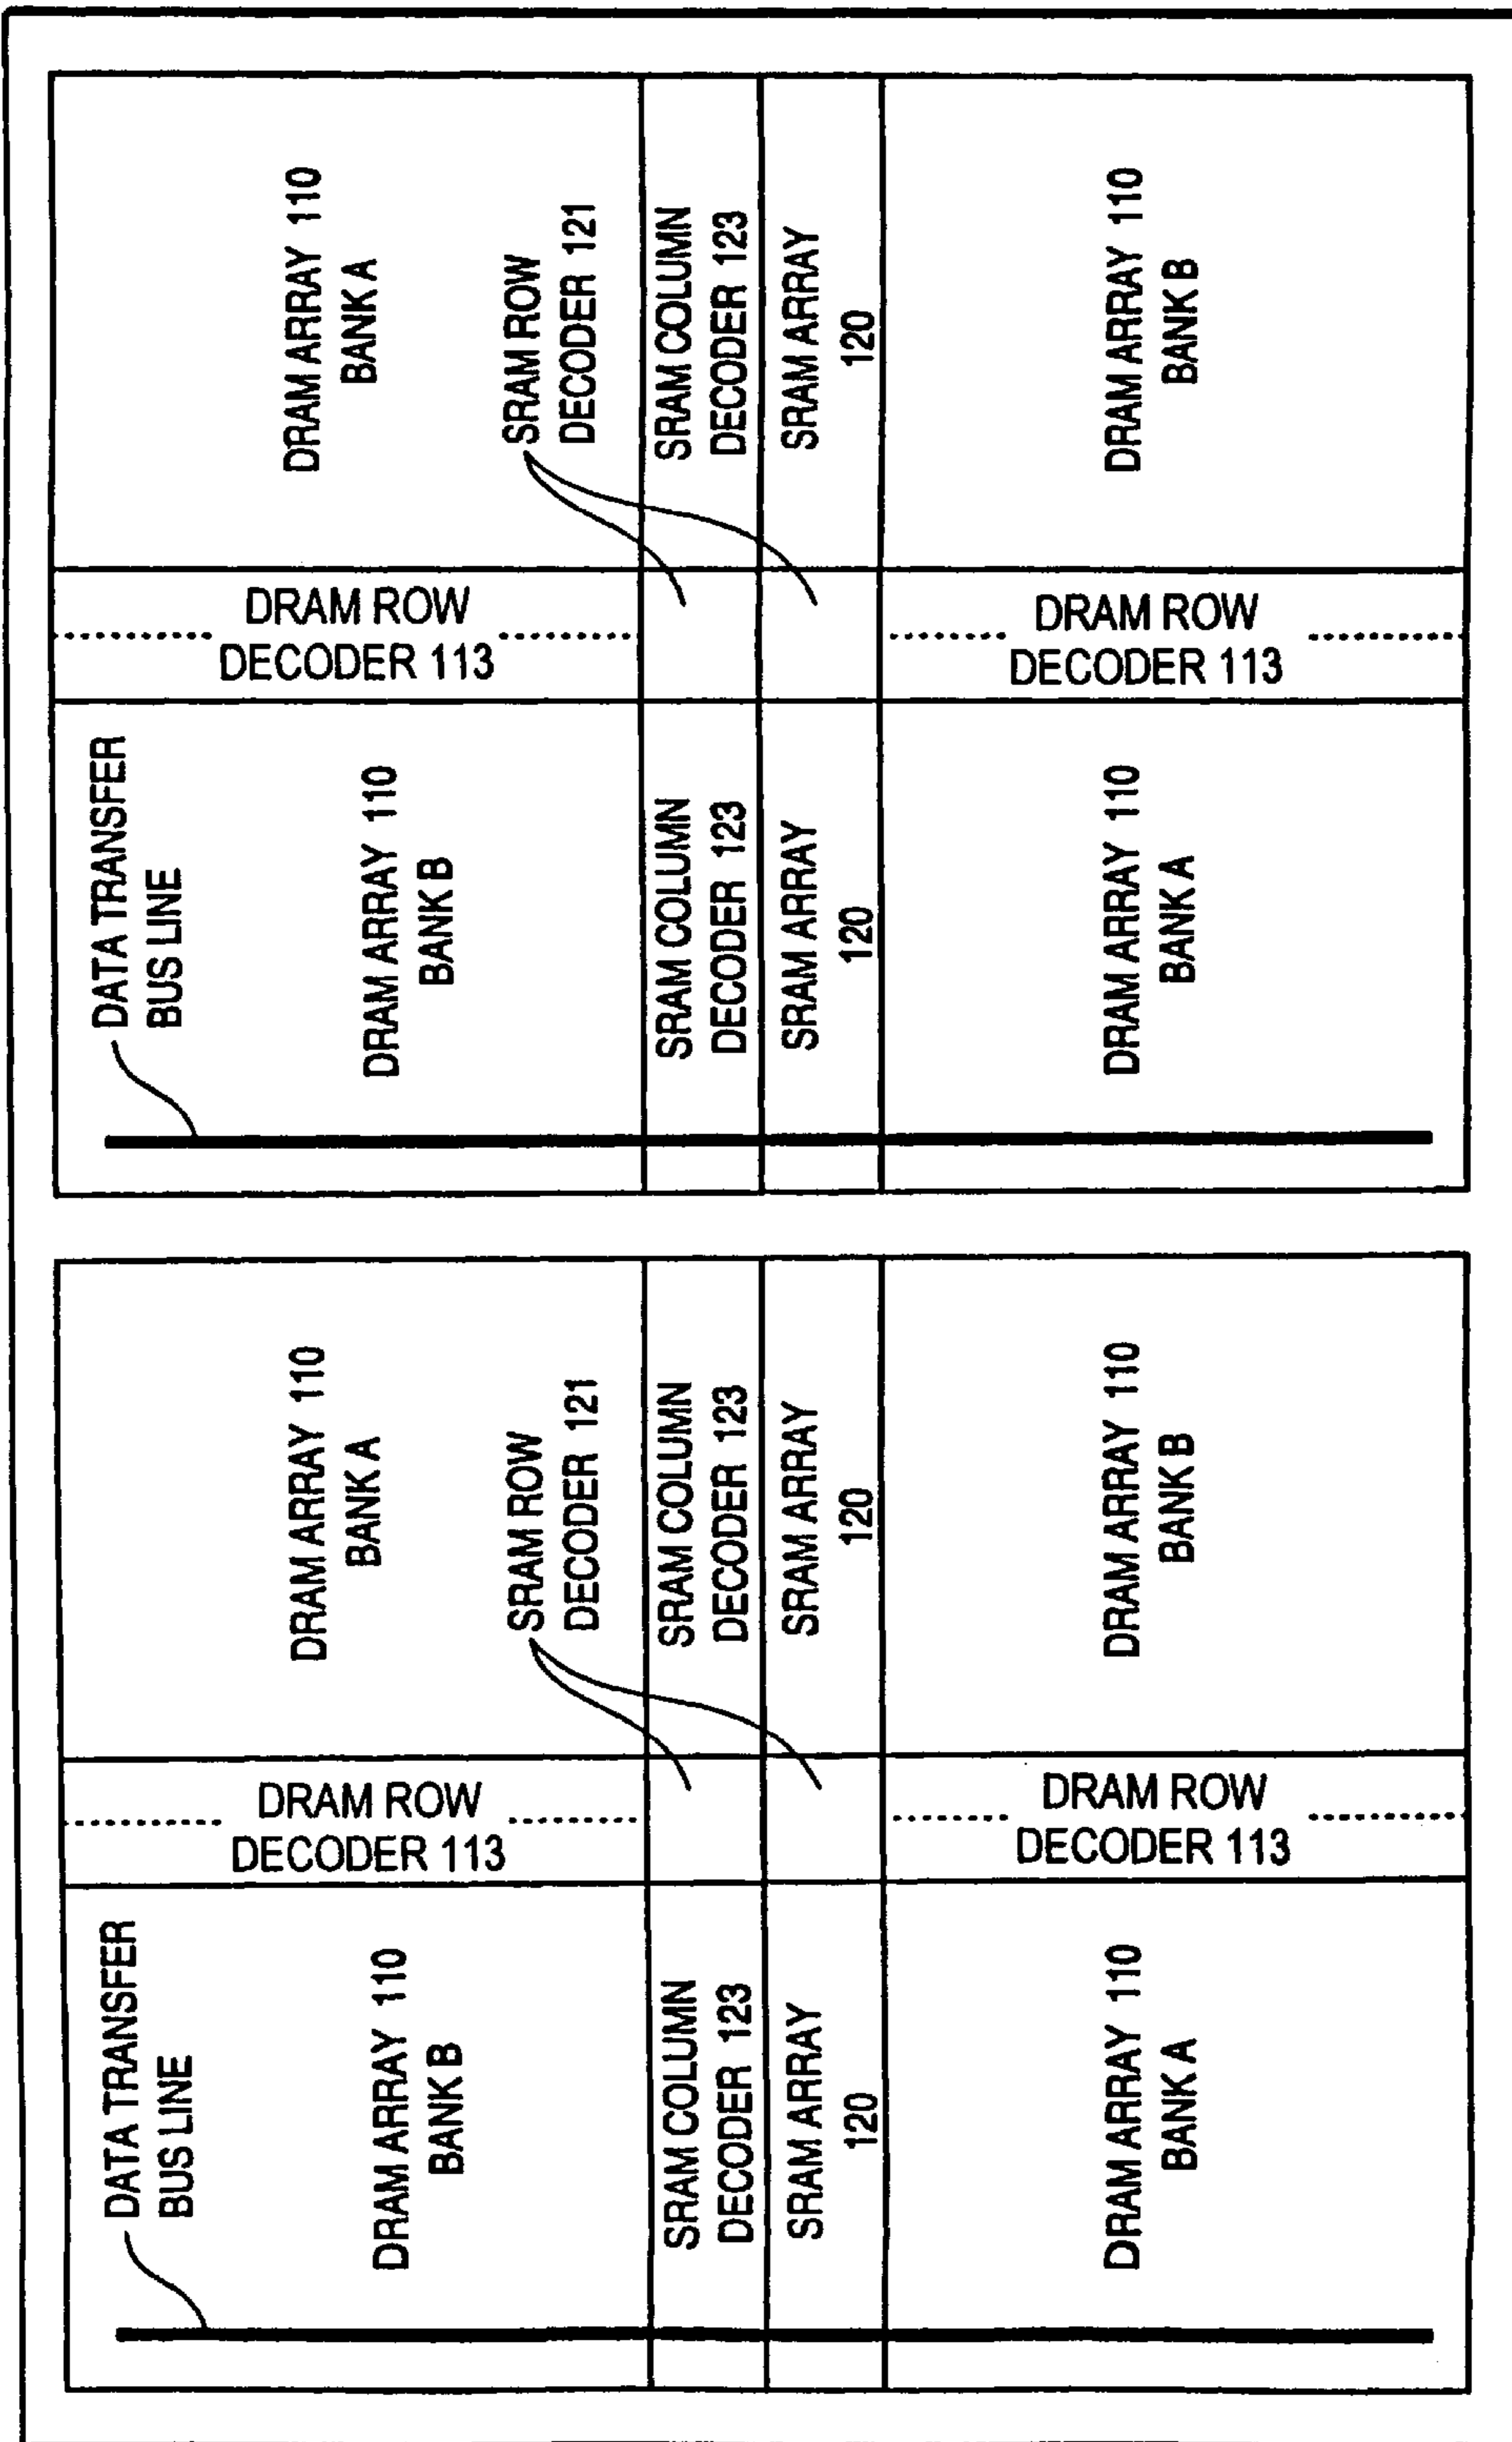 DATA TRANSFER
BUS LINE
DRAM ARRAY 110
BANK B
DRAM ROW
DECODER 113
DRAM ARRAY 110
BANK A
SRAM ROW
DECODER 121
SRAM COLUMN
DECODER 123
SRAM COLUMN
DECODER 123
SRAM ARRAY
120
SRAM ARRAY
120
DRAM ARRAY 110
BANK A
DRAM ROW
DECODER 113
DRAM ARRAY 110
BANK B
DATA TRANSFER
BUS LINE
DRAM ARRAY 110
BANK B
DRAM ROW
DECODER 113
DRAM ARRAY 110
BANK A
SRAM ROW
DECODER 121
SRAM COLUMN
DECODER 123
SRAM COLUMN
DECODER 123
SRAM ARRAY
120
SRAM ARRAY
120
DRAM ARRAY 110
BANK A
DRAM ROW
DECODER 113
DRAM ARRAY 110
BANK B